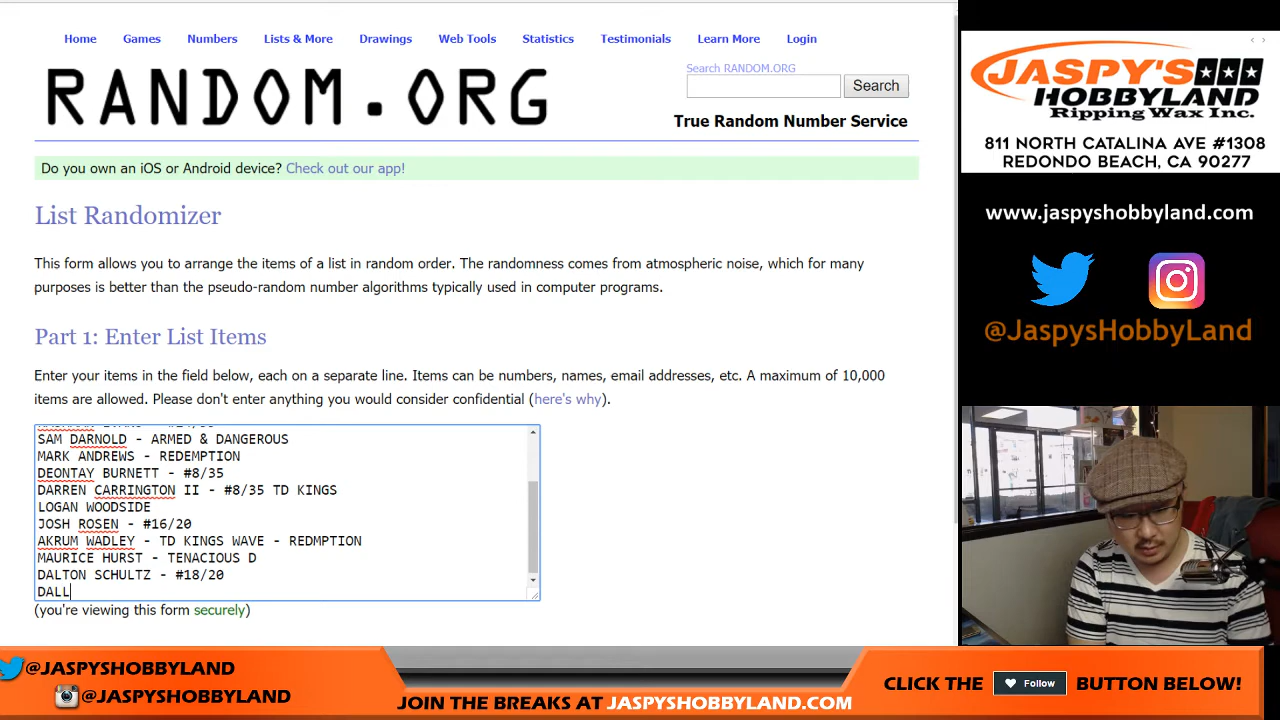 Home Games Numbers Lists & More Drawings Web Tools Statistics Testimonials Learn More Login
RANDOM.ORG
Search RANDOM.ORG
Search
True Random Number Service
Do you own an iOS or Android device? Check out our app!
List Randomizer
This form allows you to arrange the items of a list in random order. The randomness comes from atmospheric noise, which for many
purposes is better than the pseudo-random number algorithms typically used in computer programs.
Part 1: Enter List Items
Enter your items in the field below, each on a separate line. Items can be numbers, names, email addresses, etc. A maximum of 10,000
items are allowed. Please don't enter anything you would consider confidential (here's why).
SAM DARNOLD - ARMED & DANGEROUS
MARK ANDREWS - REDEMPTION
DEONTAY BURNETT - #8/35
DARREN CARRINGTON II - #8/35 TD KINGS
LOGAN WOODSIDE
JOSH ROSEN - #16/20
AKRUM WADLEY - TD KINGS WAVE - REDMPTION
MAURICE HURST - TENACIOUS D
DALTON SCHULTZ - #18/20
DALL
(you're viewing this form securely)
JASPY'S
HOBBYLAND
Ripping Wax Inc.
811 NORTH CATALINA AVE #1308
REDONDO BEACH, CA 90277
www.jaspyshobbyland.com
@JaspysHobbyLand
@JASPYSHOBBYLAND
@JASPYSHOBBYLAND
JOIN THE BREAKS AT JASPYSHOBBYLAND.COM
CLICK THE Follow BUTTON BELOW!